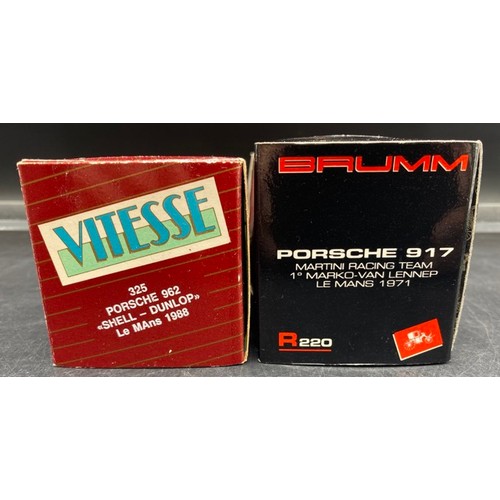 VITESSE
325
PORSCHE 962
«SHELL – DUNLOP»
Le MAns 1988
BRUMM
PORSCHE 917
MARTINI RACING TEAM
1° MARKO-VAN LENNEP
LE MANS 1971
R220